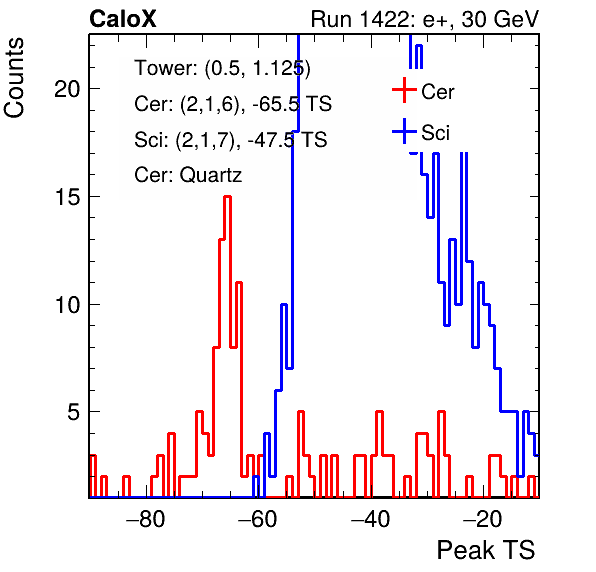 CaloX Run 1422: e+, 30 GeV
Counts
Tower: (0.5, 1.125)
Cer: (2,1,6), -65.5 TS
Sci: (2,1,7), -47.5 TS
Cer: Quartz
Cer
Sci
20
15
10
5
−80 −60 −40 −20
Peak TS